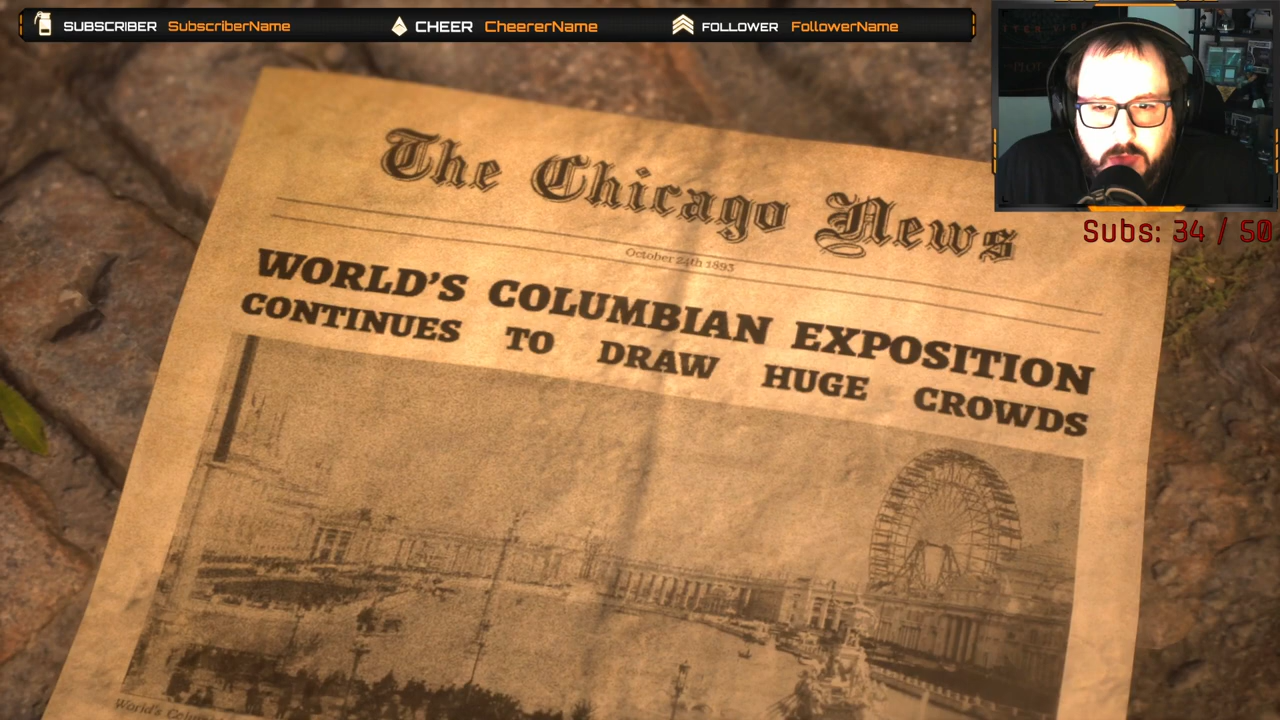 SUBSCRIBER SubscriberName CHEER CheererName FOLLOWER FollowerName
The Chicago News
Subs: 34 / 50
October 24th 1893
WORLD'S COLUMBIAN EXPOSITION
CONTINUES TO DRAW HUGE CROWDS
World's